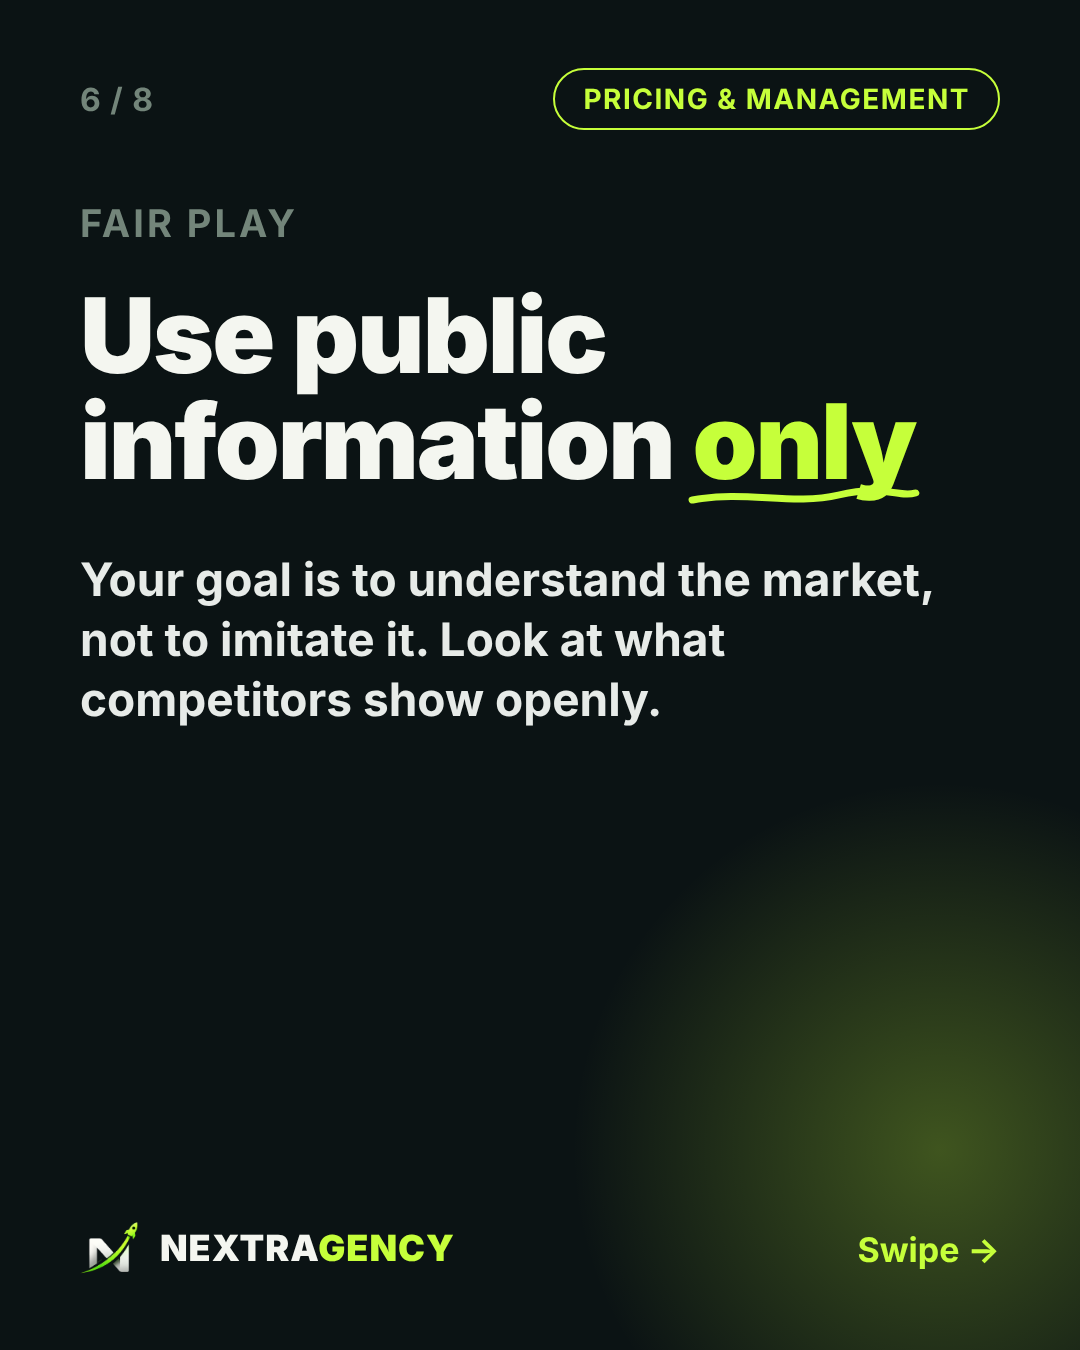 6 / 8
PRICING & MANAGEMENT
FAIR PLAY
Use public
information only
Your goal is to understand the market,
not to imitate it. Look at what
competitors show openly.
NEXTRAGENCY
Swipe →